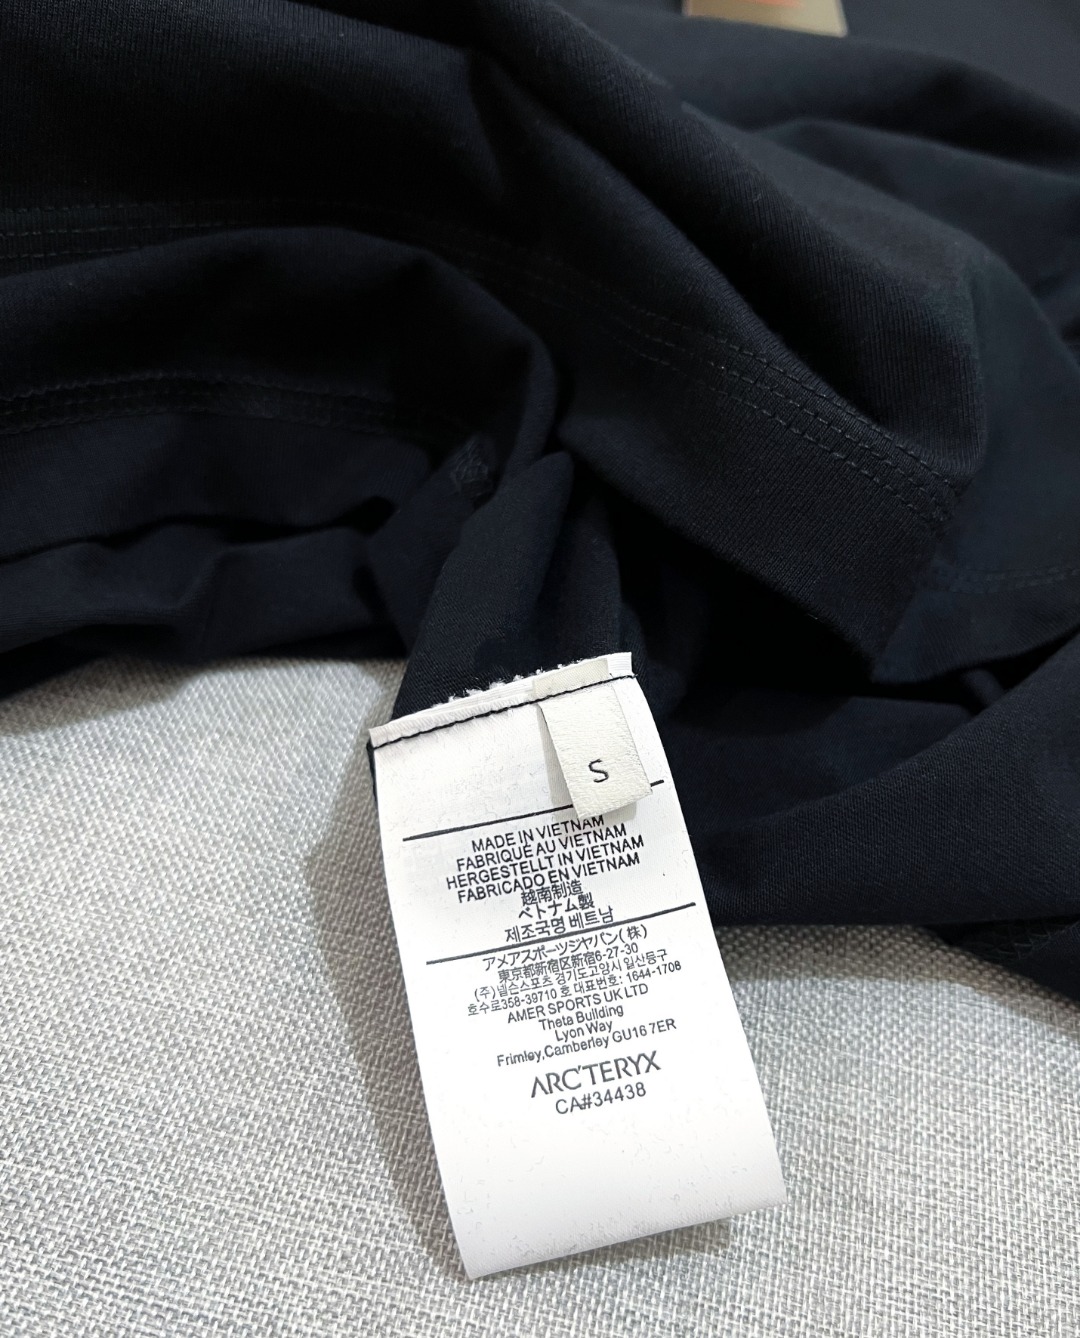 S
MADE IN VIETNAM
FABRIQUÉ AU VIETNAM
HERGESTELLT IN VIETNAM
FABRICADO EN VIETNAM
越南制造
ベトナム製
제조국명 베트남
アメアスポーツジャパン(株)
東京都新宿区新宿6-27-30
(주)넬슨스포츠 경기도고양시 일산동구
호수로358-39710 호 대표번호: 1644-1708
AMER SPORTS UK LTD
Theta Building
Lyon Way
Frimley,Camberley GU16 7ER
ARC'TERYX
CA#34438